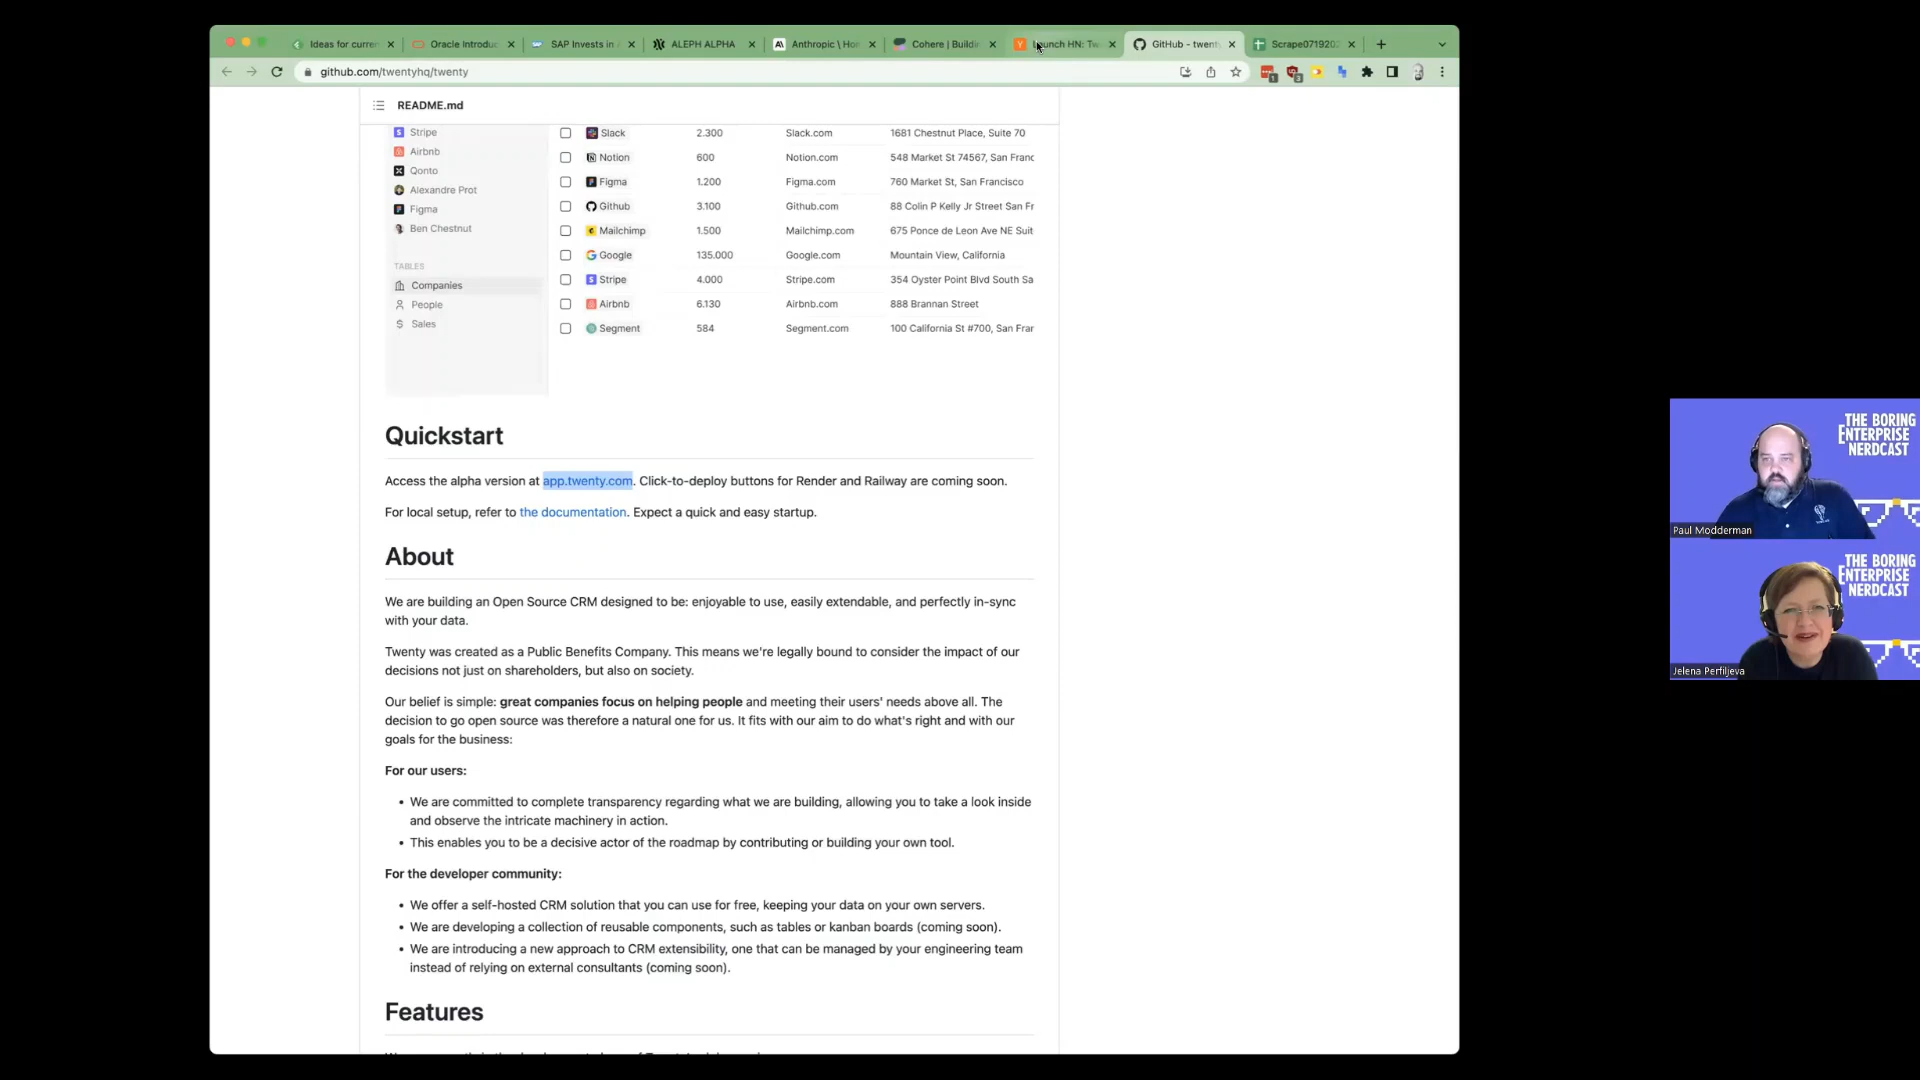 Ideas for curren
Oracle Introduc
SAP Invests in
ALEPH ALPHA
Anthropic \ Hon
Cohere | Buildin
Launch HN: Tw
GitHub - twenty
Scrape0719202
github.com/twentyhq/twenty
README.md
Stripe
Airbnb
Qonto
Alexandre Prot
Figma
Ben Chestnut
TABLES
Companies
People
Sales
Slack 2.300 Slack.com 1681 Chestnut Place, Suite 70
Notion 600 Notion.com 548 Market St 74567, San Franc
Figma 1.200 Figma.com 760 Market St, San Francisco
Github 3.100 Github.com 88 Colin P Kelly Jr Street San Fr
Mailchimp 1.500 Mailchimp.com 675 Ponce de Leon Ave NE Suit
Google 135.000 Google.com Mountain View, California
Stripe 4.000 Stripe.com 354 Oyster Point Blvd South Sa
Airbnb 6.130 Airbnb.com 888 Brannan Street
Segment 584 Segment.com 100 California St #700, San Fran
Quickstart
Access the alpha version at app.twenty.com. Click-to-deploy buttons for Render and Railway are coming soon.
For local setup, refer to the documentation. Expect a quick and easy startup.
About
We are building an Open Source CRM designed to be: enjoyable to use, easily extendable, and perfectly in-sync
with your data.
Twenty was created as a Public Benefits Company. This means we're legally bound to consider the impact of our
decisions not just on shareholders, but also on society.
Our belief is simple: great companies focus on helping people and meeting their users' needs above all. The
decision to go open source was therefore a natural one for us. It fits with our aim to do what's right and with our
goals for the business:
For our users:
• We are committed to complete transparency regarding what we are building, allowing you to take a look inside
and observe the intricate machinery in action.
• This enables you to be a decisive actor of the roadmap by contributing or building your own tool.
For the developer community:
• We offer a self-hosted CRM solution that you can use for free, keeping your data on your own servers.
• We are developing a collection of reusable components, such as tables or kanban boards (coming soon).
• We are introducing a new approach to CRM extensibility, one that can be managed by your engineering team
instead of relying on external consultants (coming soon).
Features
THE BORING
ENTERPRISE
NERDCAST
Paul Modderman
THE BORING
ENTERPRISE
NERDCAST
Jelena Perfiljeva